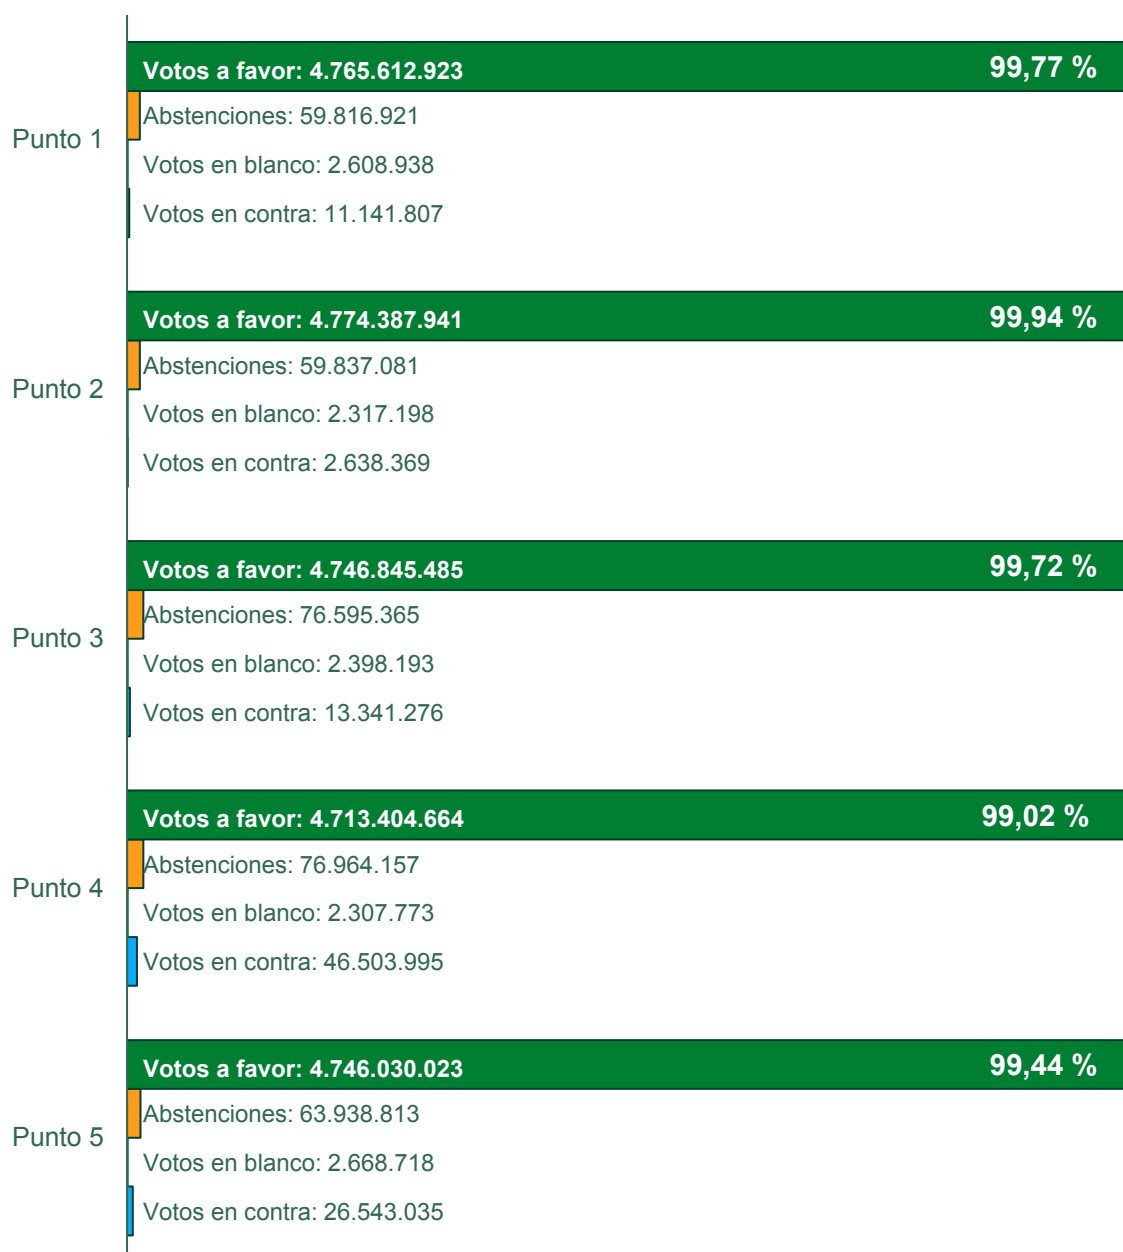 Punto 1
Votos a favor: 4.765.612.923 99,77 %
Abstenciones: 59.816.921
Votos en blanco: 2.608.938
Votos en contra: 11.141.807
Punto 2
Votos a favor: 4.774.387.941 99,94 %
Abstenciones: 59.837.081
Votos en blanco: 2.317.198
Votos en contra: 2.638.369
Punto 3
Votos a favor: 4.746.845.485 99,72 %
Abstenciones: 76.595.365
Votos en blanco: 2.398.193
Votos en contra: 13.341.276
Punto 4
Votos a favor: 4.713.404.664 99,02 %
Abstenciones: 76.964.157
Votos en blanco: 2.307.773
Votos en contra: 46.503.995
Punto 5
Votos a favor: 4.746.030.023 99,44 %
Abstenciones: 63.938.813
Votos en blanco: 2.668.718
Votos en contra: 26.543.035